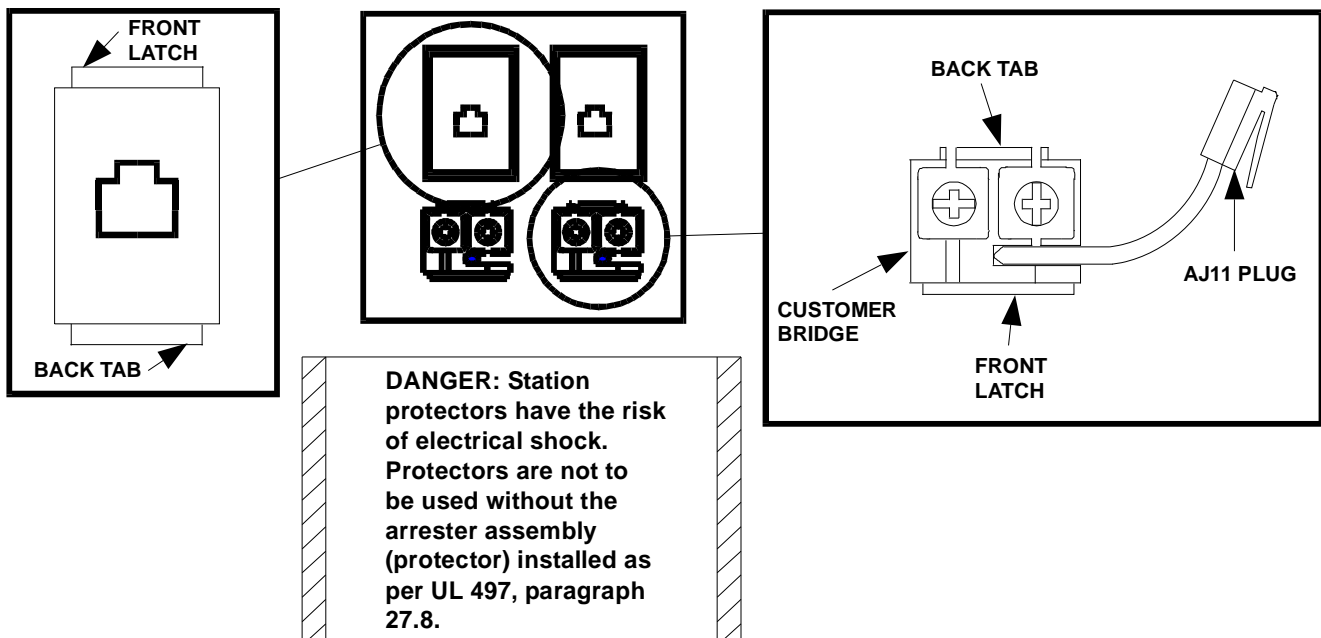 FRONT
LATCH
BACK TAB
BACK TAB
AJ11 PLUG
CUSTOMER
BRIDGE
FRONT
LATCH
DANGER: Station
protectors have the risk
of electrical shock.
Protectors are not to
be used without the
arrester assembly
(protector) installed as
per UL 497, paragraph
27.8.